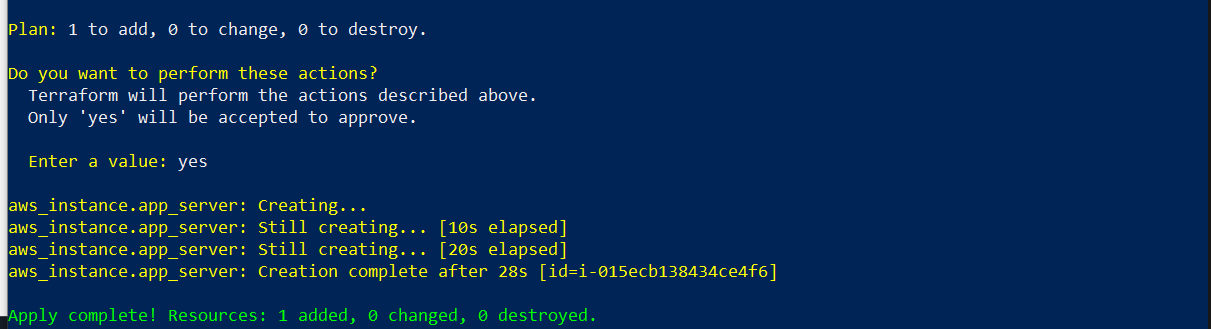 Plan: 1 to add, 0 to change, 0 to destroy.
Do you want to perform these actions?
Terraform will perform the actions described above.
Only 'yes' will be accepted to approve.
Enter a value: yes
aws_instance.app_server: Creating...
aws_instance.app_server: Still creating... [10s elapsed]
aws_instance.app_server: Still creating... [20s elapsed]
aws_instance.app_server: Creation complete after 28s [id=i-015ecb138434ce4f6]
Apply complete! Resources: 1 added, 0 changed, 0 destroyed.